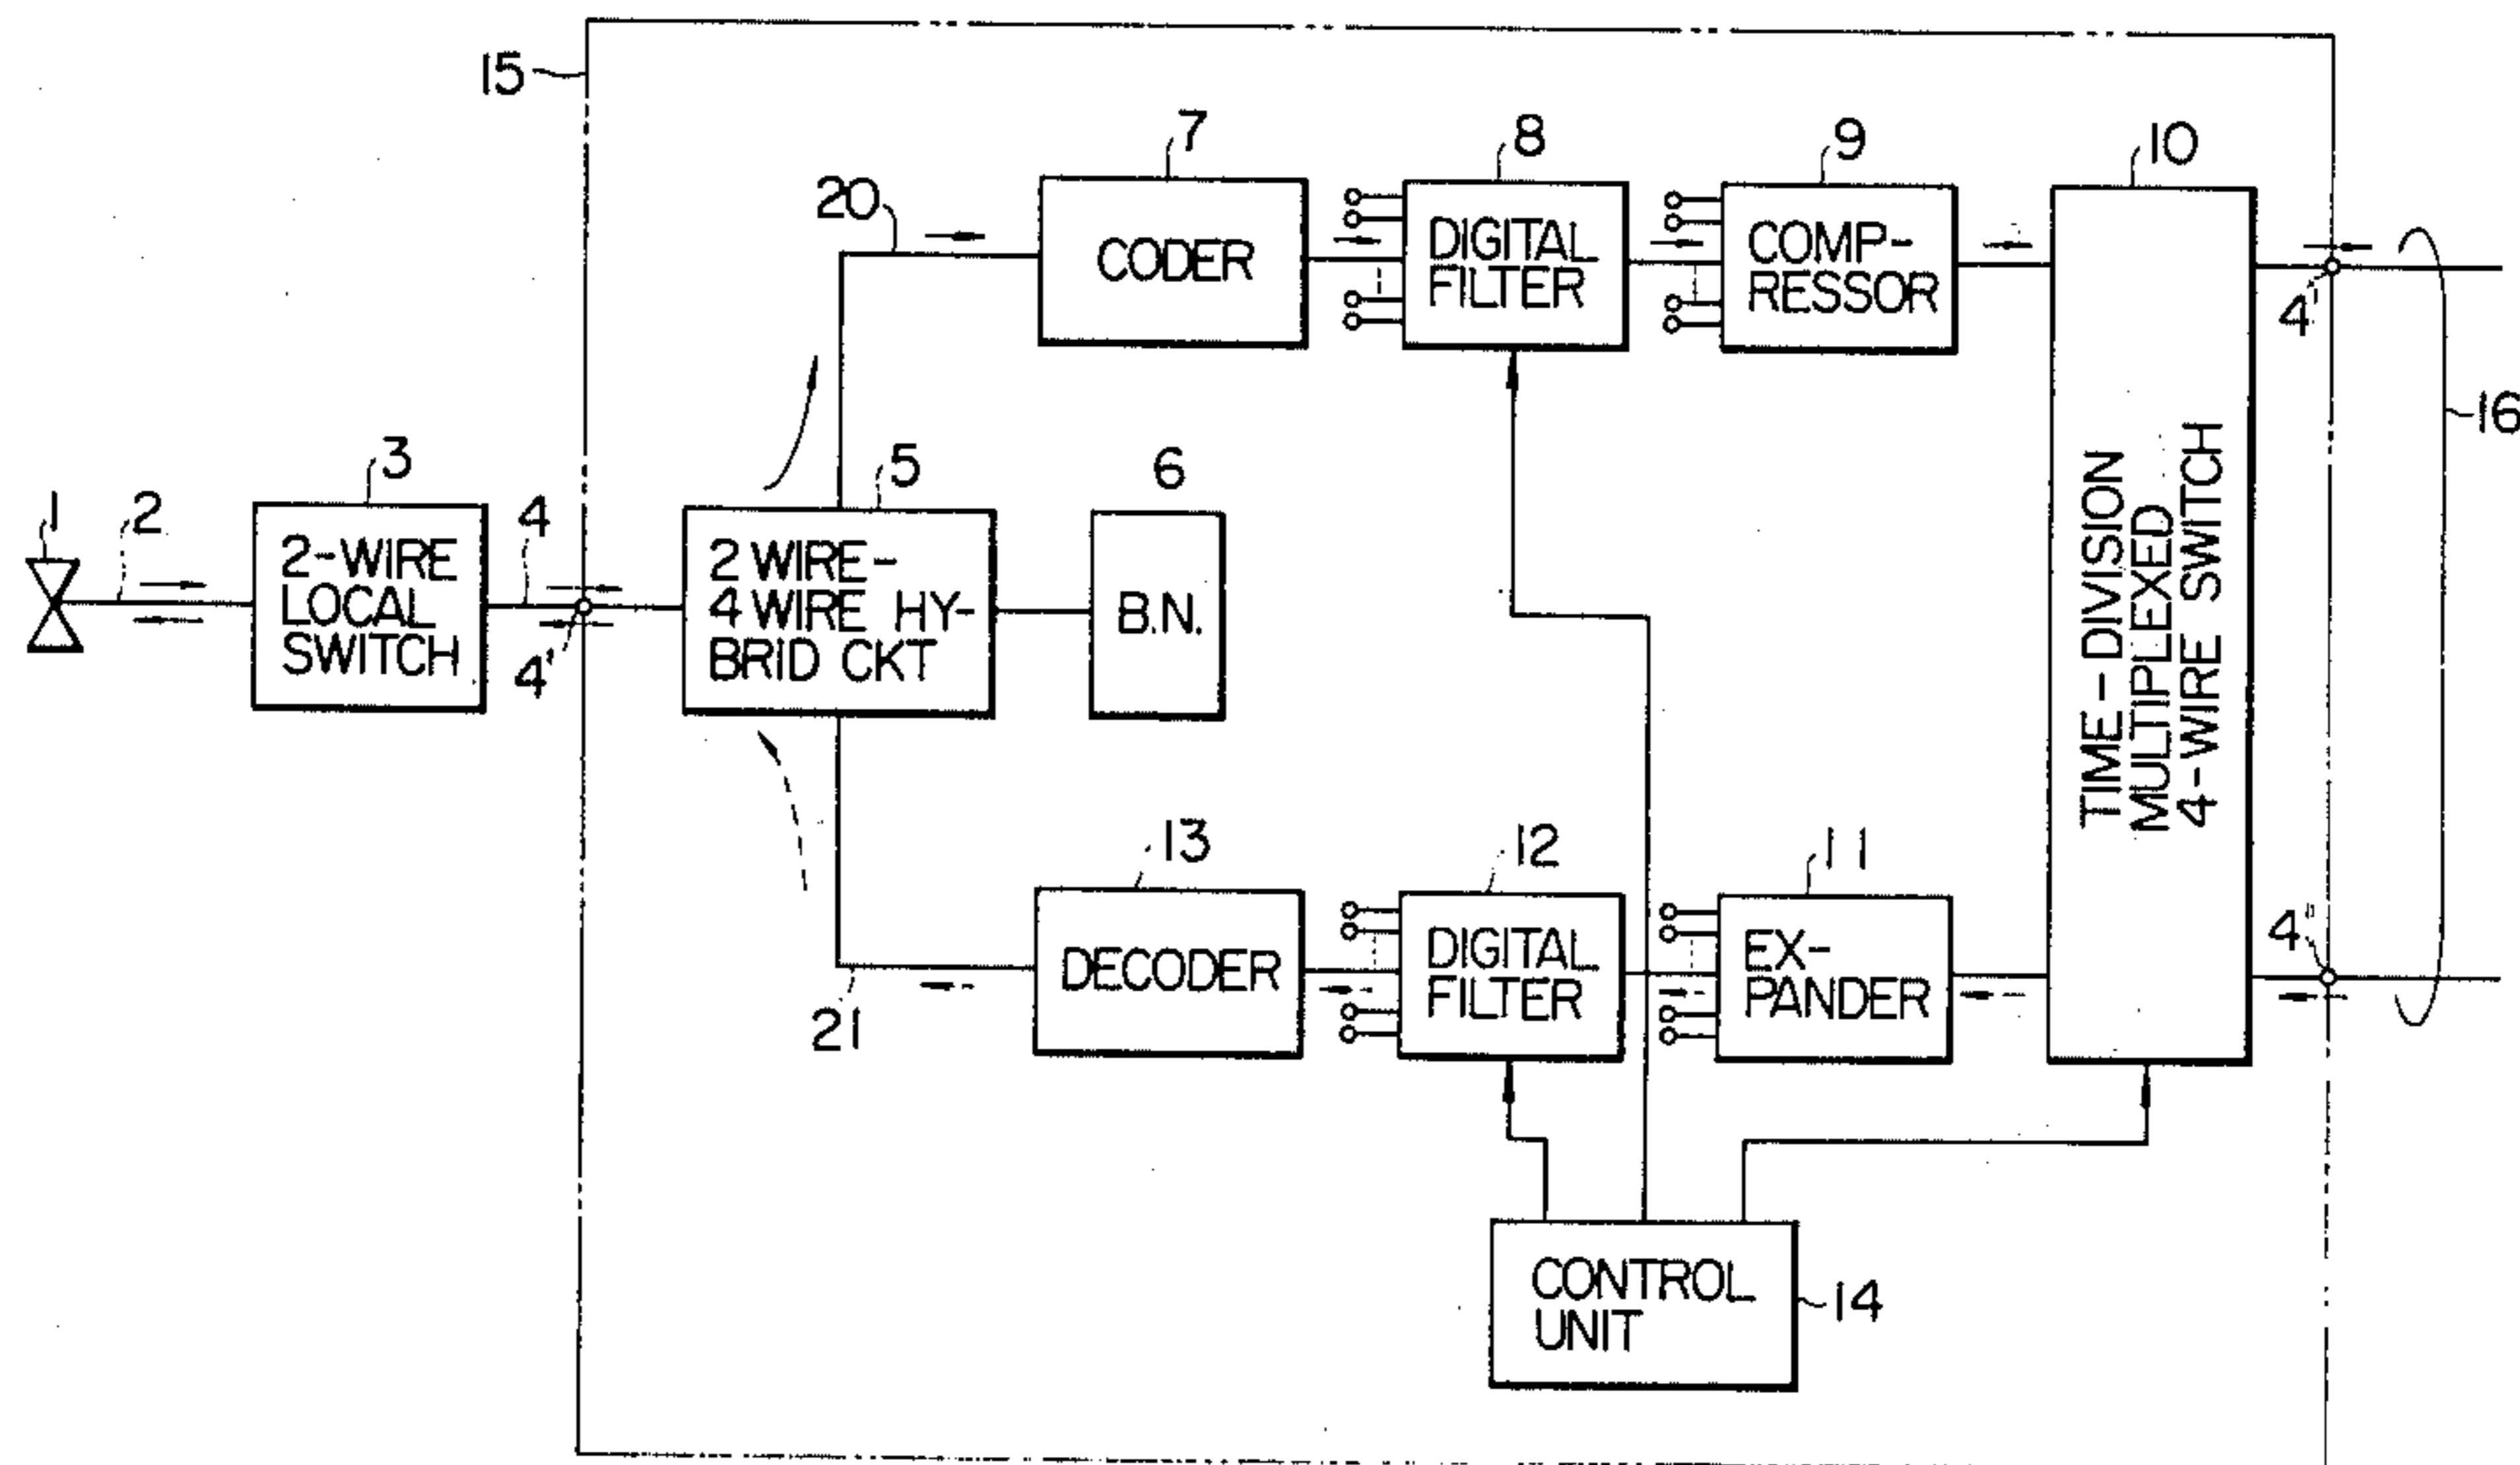 15
7
8
9
10
20
CODER
DIGITAL
FILTER
COMP-
RESSOR
4"
16
1
2
3
4
5
6
2-WIRE
LOCAL
SWITCH
4'
2 WIRE-
4 WIRE HY-
BRID CKT
B.N.
TIME-DIVISION
MULTIPLEXED
4-WIRE SWITCH
13
12
11
DECODER
DIGITAL
FILTER
EX-
PANDER
4"
21
CONTROL
UNIT
14